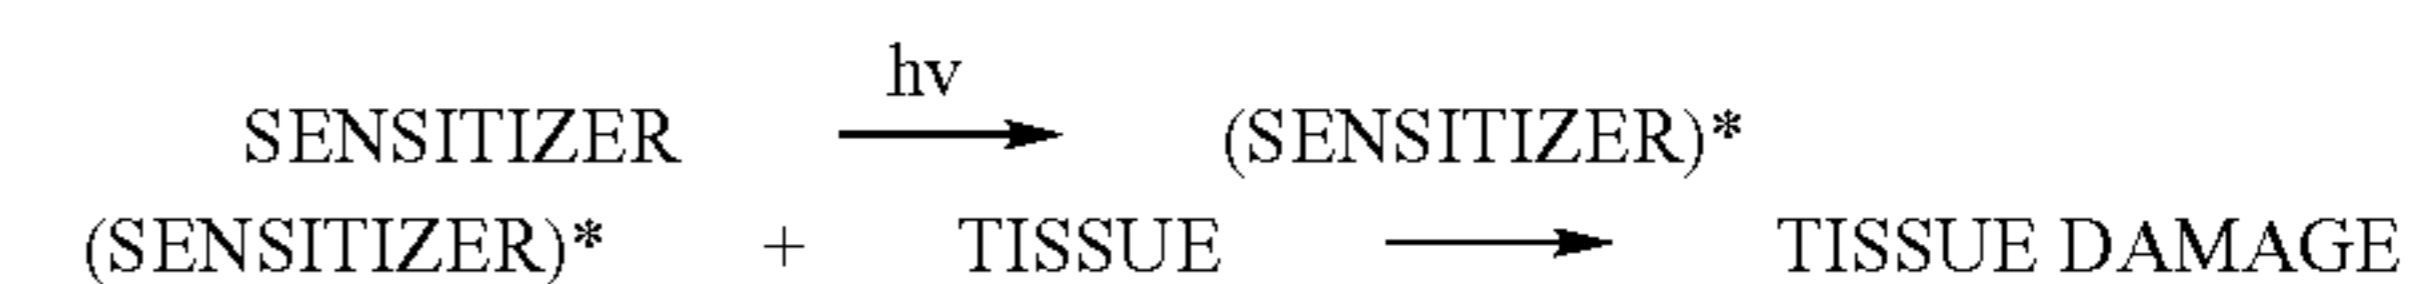 hv
SENSITIZER ⟶ (SENSITIZER)*
(SENSITIZER)* + TISSUE ⟶ TISSUE DAMAGE